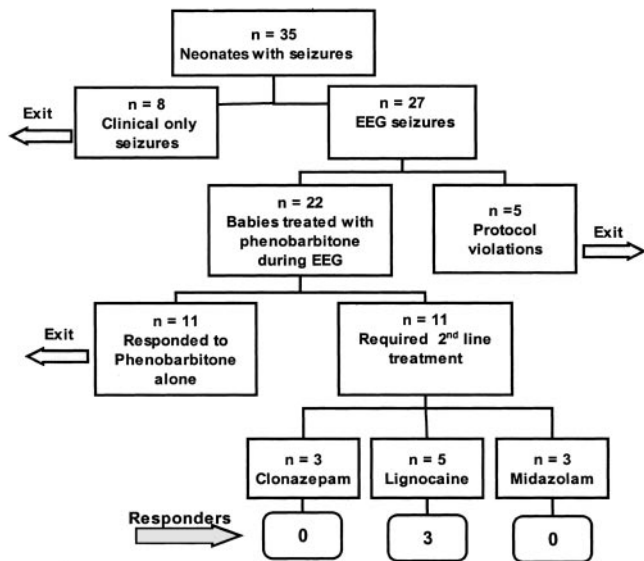 n = 35
Neonates with seizures
Exit
n = 8
Clinical only
seizures
n = 27
EEG seizures
n = 22
Babies treated with
phenobarbitone
during EEG
n =5
Protocol
violations
Exit
Exit
n = 11
Responded to
Phenobarbitone
alone
n = 11
Required 2nd line
treatment
n = 3
Clonazepam
n = 5
Lignocaine
n = 3
Midazolam
Responders
0
3
0